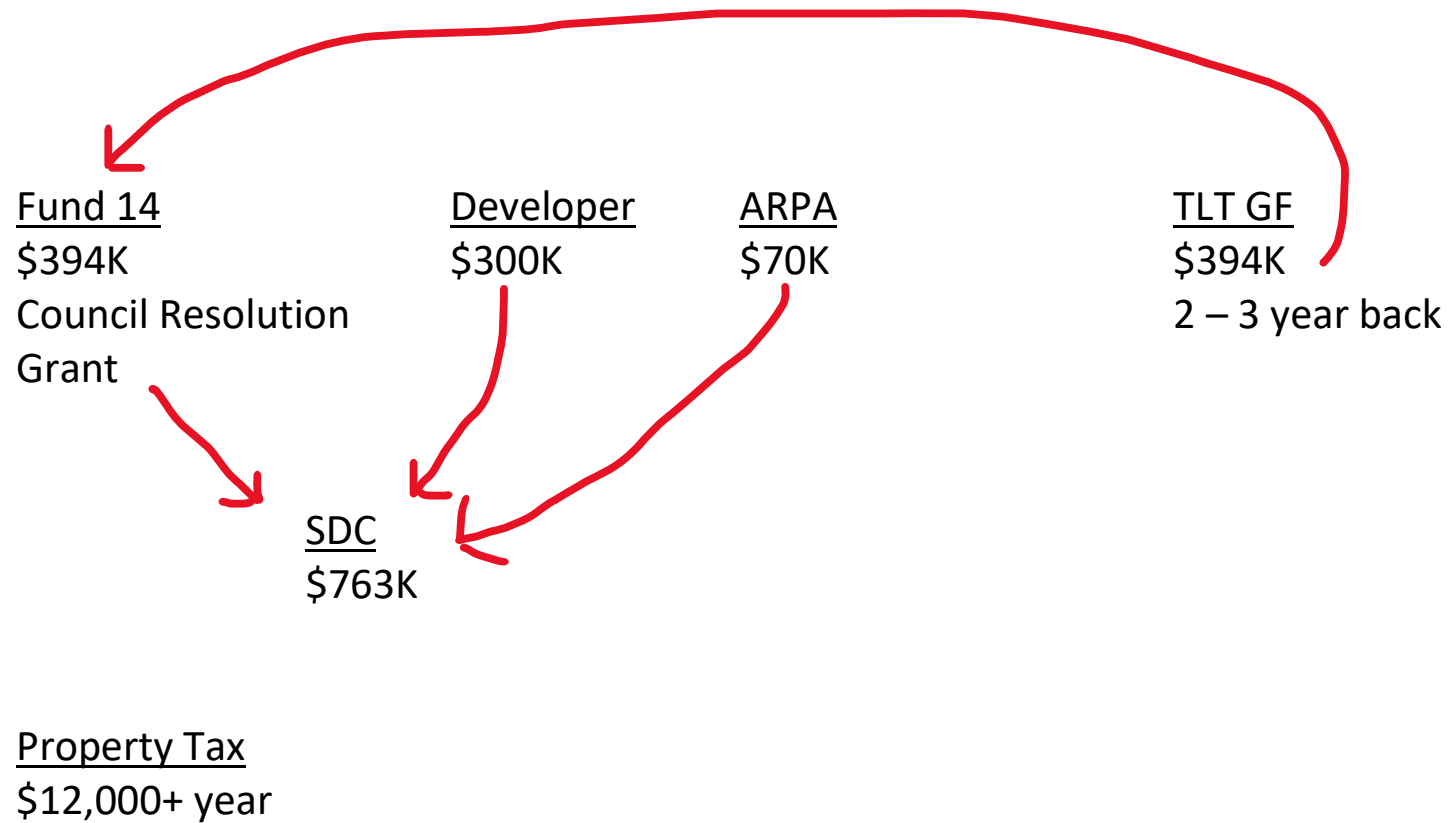 Fund 14
$394K
Council Resolution
Grant
Developer
$300K
ARPA
$70K
TLT GF
$394K
2 – 3 year back
SDC
$763K
Property Tax
$12,000+ year